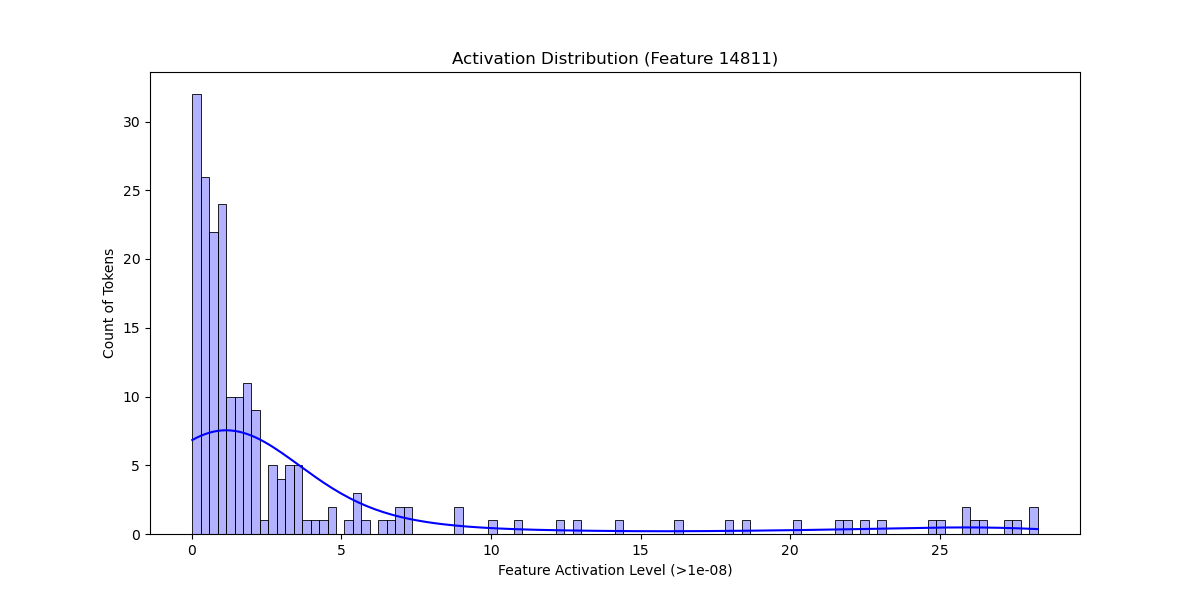 Activation Distribution (Feature 14811)
Count of Tokens
30
25
20
15
10
5
0
0 5 10 15 20 25
Feature Activation Level (>1e-08)